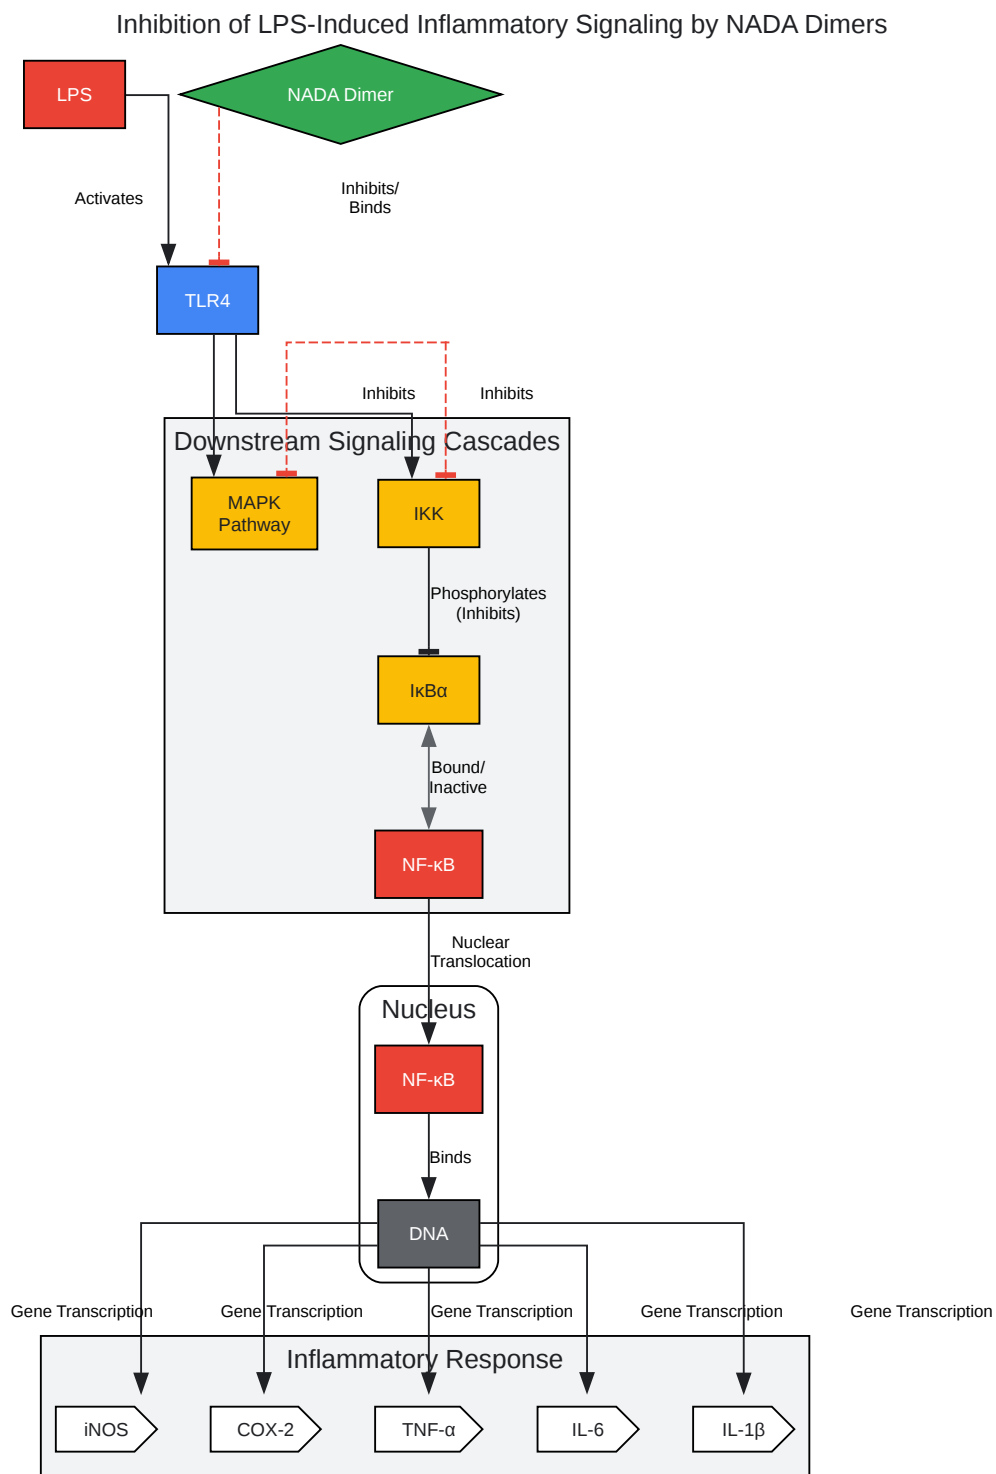 Inhibition of LPS-Induced Inflammatory Signaling by NADA Dimers
LPS
NADA Dimer
Activates
Inhibits/
Binds
TLR4
Inhibits
Inhibits
Downstream Signaling Cascades
MAPK
Pathway
IKK
Phosphorylates
(Inhibits)
IκBα
Bound/
Inactive
NF-κB
Nuclear
Translocation
Nucleus
NF-κB
Binds
DNA
Gene Transcription
Gene Transcription
Gene Transcription
Gene Transcription
Gene Transcription
Inflammatory Response
iNOS
COX-2
TNF-α
IL-6
IL-1β